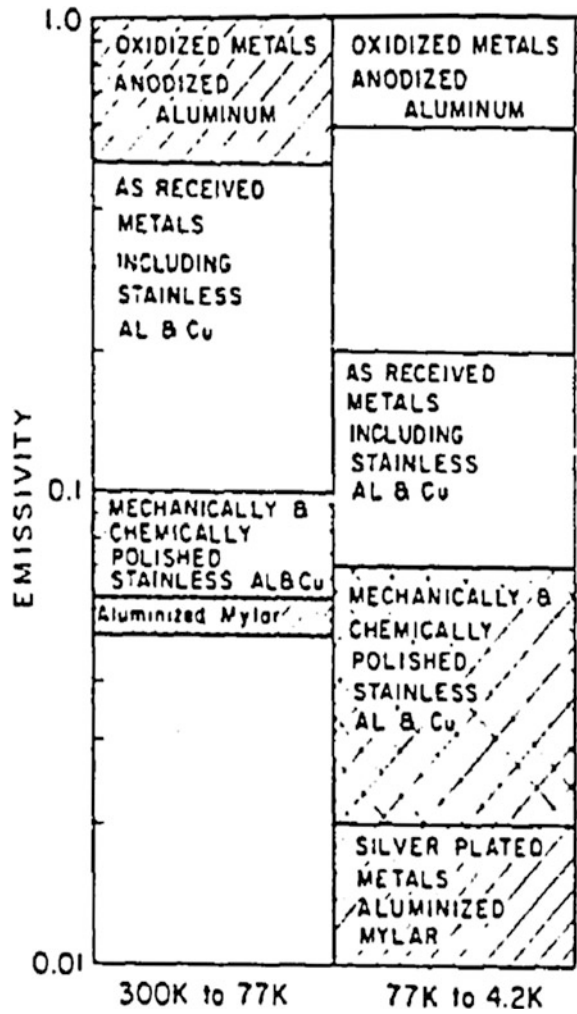 1.0
OXIDIZED METALS
ANODIZED
ALUMINUM
AS RECEIVED
METALS
INCLUDING
STAINLESS
AL & Cu
0.1
MECHANICALLY &
CHEMICALLY
POLISHED
STAINLESS AL&Cu
Aluminized Mylar
0.01
EMISSIVITY
300K to 77K
OXIDIZED METALS
ANODIZED
ALUMINUM
AS RECEIVED
METALS
INCLUDING
STAINLESS
AL & Cu
MECHANICALLY &
CHEMICALLY
POLISHED
STAINLESS
AL & Cu
SILVER PLATED
METALS
ALUMINIZED
MYLAR
77K to 4.2K